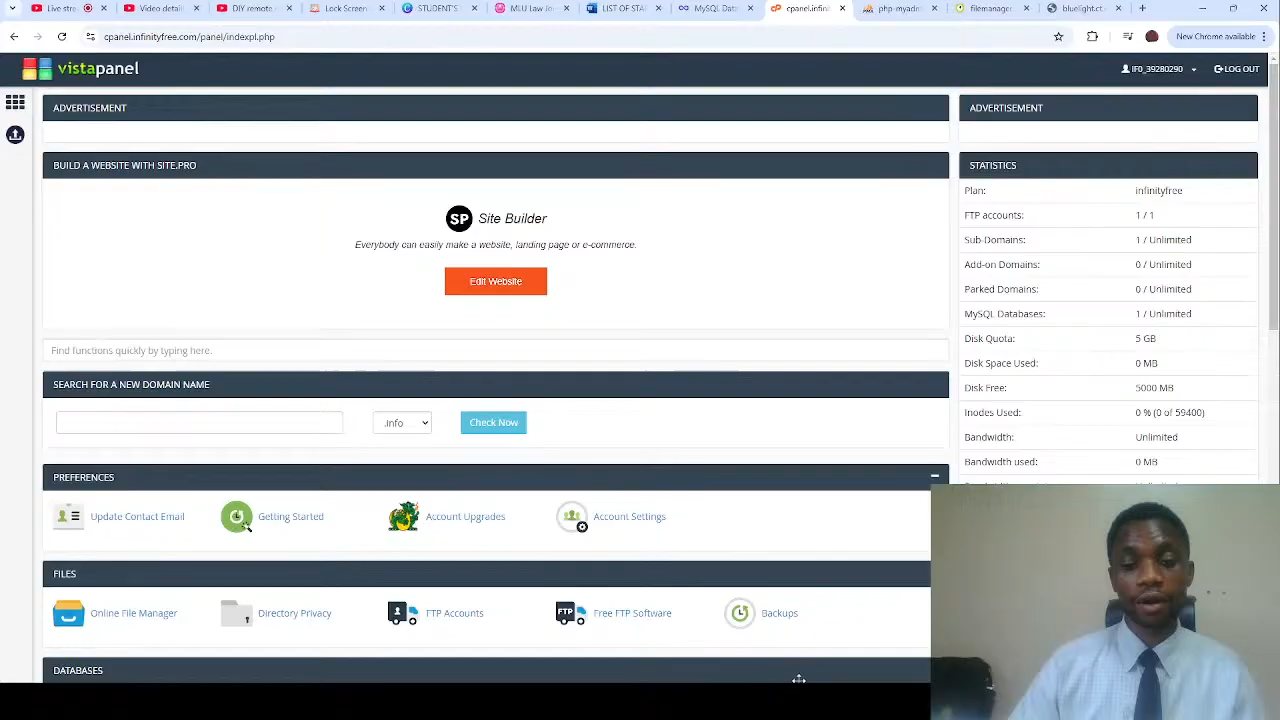 Live stre
Video detail
DIY remote
Lock Screen
STUDENT'S
MLU Law Jo
LIST OF STA
MySQL Data
cpanel.infini
php-myadm
filemanager
bluelight.ct
cpanel.infinityfree.com/panel/indexpl.php
New Chrome available
vistapanel
IF0_39280290
LOG OUT
ADVERTISEMENT
ADVERTISEMENT
BUILD A WEBSITE WITH SITE.PRO
SP Site Builder
Everybody can easily make a website, landing page or e-commerce.
Edit Website
Find functions quickly by typing here.
SEARCH FOR A NEW DOMAIN NAME
.info
Check Now
PREFERENCES
Update Contact Email
Getting Started
Account Upgrades
Account Settings
FILES
Online File Manager
Directory Privacy
FTP Accounts
FTP
Free FTP Software
Backups
DATABASES
STATISTICS
Plan: infinityfree
FTP accounts: 1 / 1
Sub-Domains: 1 / Unlimited
Add-on Domains: 0 / Unlimited
Parked Domains: 0 / Unlimited
MySQL Databases: 1 / Unlimited
Disk Quota: 5 GB
Disk Space Used: 0 MB
Disk Free: 5000 MB
Inodes Used: 0 % (0 of 59400)
Bandwidth: Unlimited
Bandwidth used: 0 MB